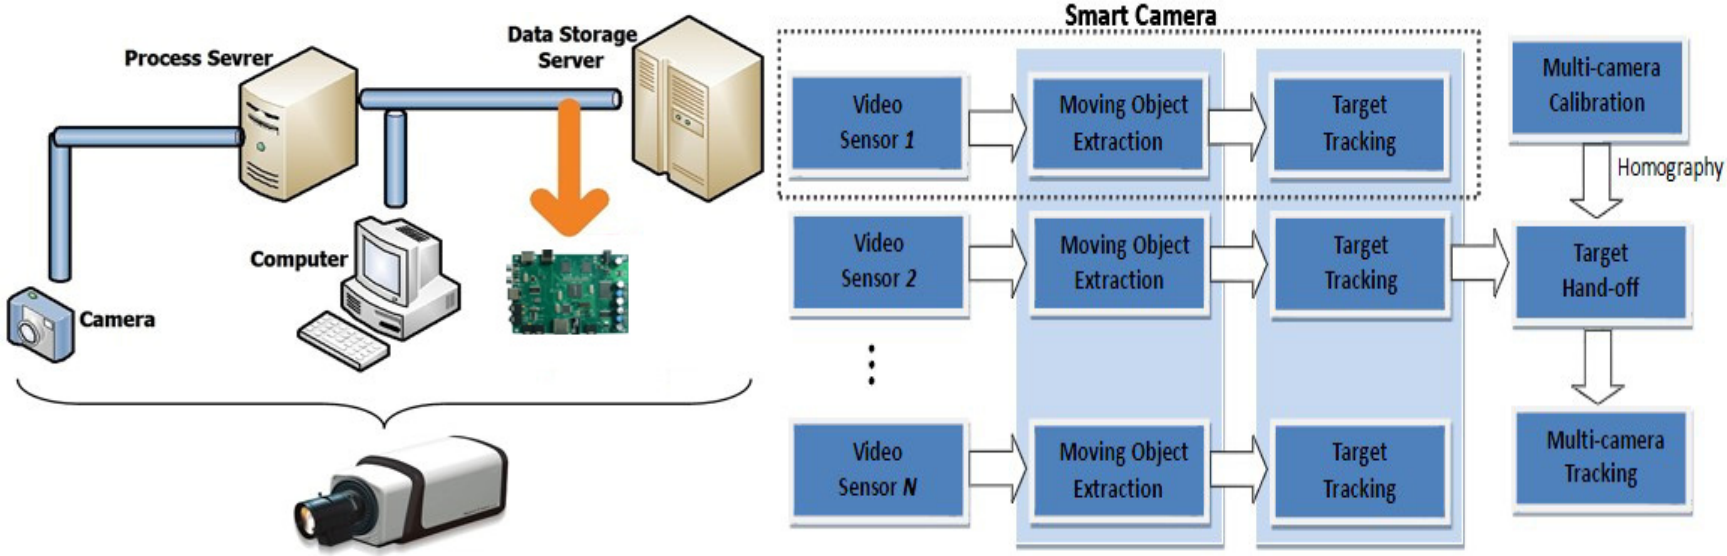 Process Sevrer
Data Storage
Server
Computer
Camera
Smart Camera
Video
Sensor 1
Moving Object
Extraction
Target
Tracking
Multi-camera
Calibration
Homography
Video
Sensor 2
Moving Object
Extraction
Target
Tracking
Target
Hand-off
Video
Sensor N
Moving Object
Extraction
Target
Tracking
Multi-camera
Tracking